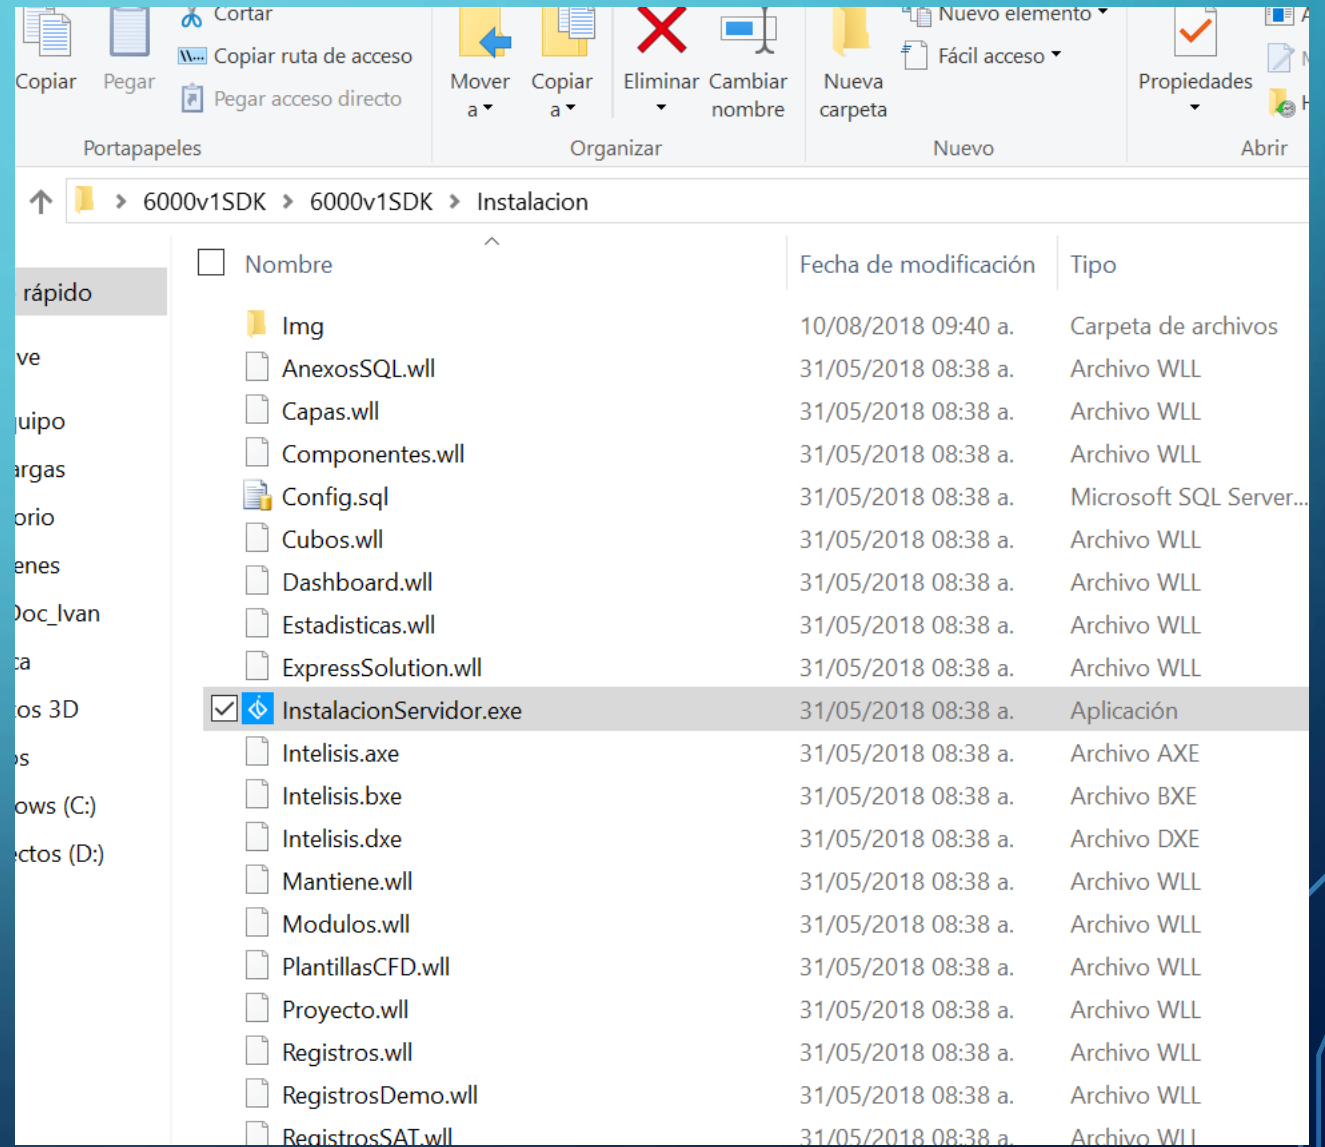 Cortar
Nuevo elemento
Copiar ruta de acceso
Fácil acceso
Copiar
Pegar
Pegar acceso directo
Mover a
Copiar a
Eliminar
Cambiar nombre
Nueva carpeta
Propiedades
Portapapeles
Organizar
Nuevo
Abrir
6000v1SDK > 6000v1SDK > Instalacion
Nombre Fecha de modificación Tipo
rápido
ve
uipo
argas
orio
enes
Doc_Ivan
ca
os 3D
os
ows (C:)
ectos (D:)
Img 10/08/2018 09:40 a. Carpeta de archivos
AnexosSQL.wll 31/05/2018 08:38 a. Archivo WLL
Capas.wll 31/05/2018 08:38 a. Archivo WLL
Componentes.wll 31/05/2018 08:38 a. Archivo WLL
Config.sql 31/05/2018 08:38 a. Microsoft SQL Server...
Cubos.wll 31/05/2018 08:38 a. Archivo WLL
Dashboard.wll 31/05/2018 08:38 a. Archivo WLL
Estadisticas.wll 31/05/2018 08:38 a. Archivo WLL
ExpressSolution.wll 31/05/2018 08:38 a. Archivo WLL
InstalacionServidor.exe 31/05/2018 08:38 a. Aplicación
Intelisis.axe 31/05/2018 08:38 a. Archivo AXE
Intelisis.bxe 31/05/2018 08:38 a. Archivo BXE
Intelisis.dxe 31/05/2018 08:38 a. Archivo DXE
Mantiene.wll 31/05/2018 08:38 a. Archivo WLL
Modulos.wll 31/05/2018 08:38 a. Archivo WLL
PlantillasCFD.wll 31/05/2018 08:38 a. Archivo WLL
Proyecto.wll 31/05/2018 08:38 a. Archivo WLL
Registros.wll 31/05/2018 08:38 a. Archivo WLL
RegistrosDemo.wll 31/05/2018 08:38 a. Archivo WLL
RegistrosSAT.wll 31/05/2018 08:38 a. Archivo WLL